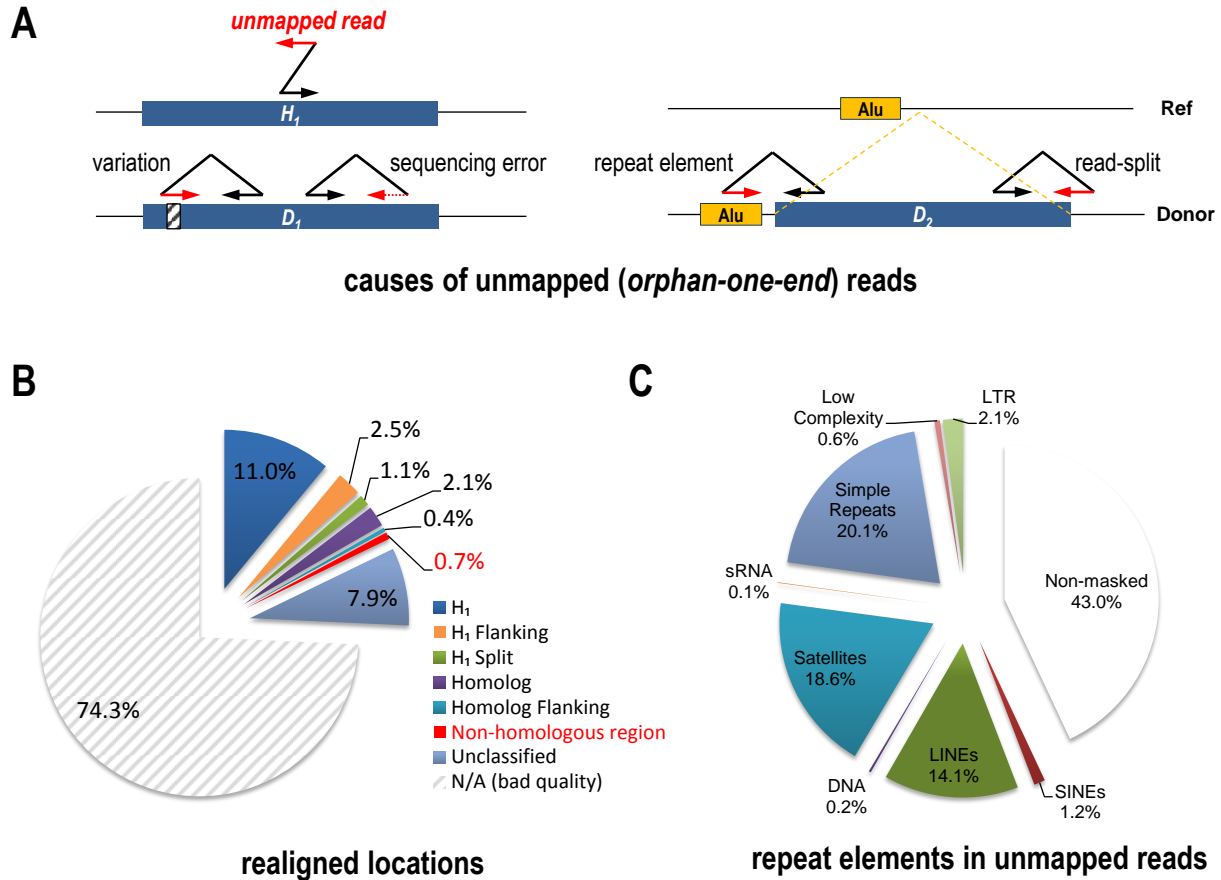 A
unmapped read
H₁
variation
sequencing error
D₁
Alu
Ref
repeat element
read-split
Alu
D₂
Donor
causes of unmapped (orphan-one-end) reads
B
11.0%
2.5%
1.1%
2.1%
0.4%
0.7%
7.9%
74.3%
H₁
H₁ Flanking
H₁ Split
Homolog
Homolog Flanking
Non-homologous region
Unclassified
N/A (bad quality)
realigned locations
C
Low
Complexity
0.6%
LTR
2.1%
Simple
Repeats
20.1%
Non-masked
43.0%
sRNA
0.1%
Satellites
18.6%
DNA
0.2%
LINEs
14.1%
SINEs
1.2%
repeat elements in unmapped reads